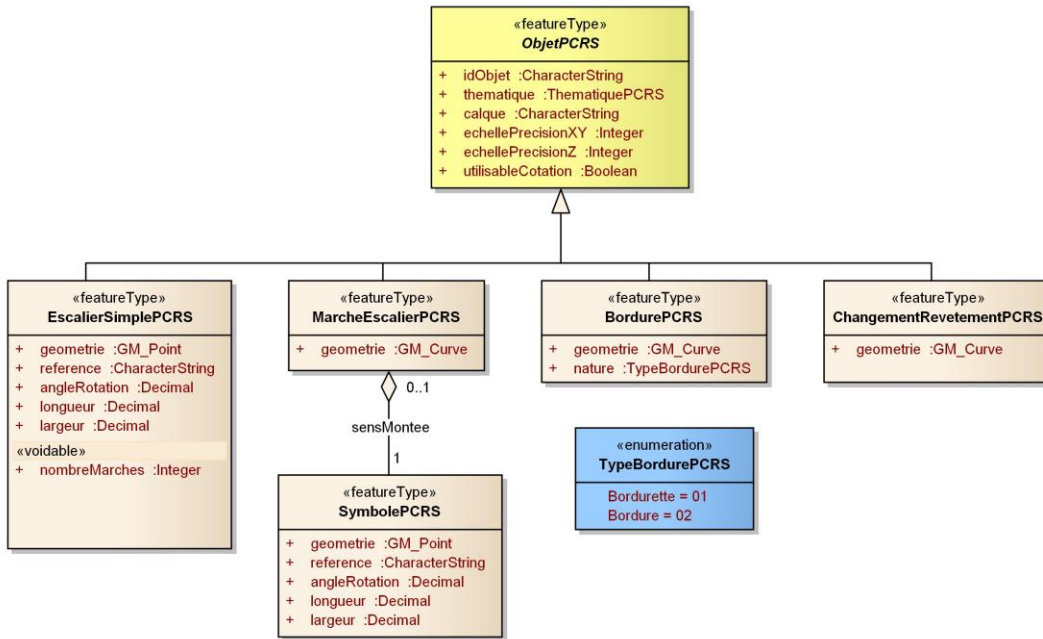 «featureType»
ObjetPCRS
+ idObjet :CharacterString
+ thematique :ThematiquePCRS
+ calque :CharacterString
+ echellePrecisionXY :Integer
+ echellePrecisionZ :Integer
+ utilisableCotation :Boolean
«featureType»
EscalierSimplePCRS
+ geometrie :GM_Point
+ reference :CharacterString
+ angleRotation :Decimal
+ longueur :Decimal
+ largeur :Decimal
«voidable»
+ nombreMarches :Integer
«featureType»
MarcheEscalierPCRS
+ geometrie :GM_Curve
0..1
sensMontee
1
«featureType»
SymbolePCRS
+ geometrie :GM_Point
+ reference :CharacterString
+ angleRotation :Decimal
+ longueur :Decimal
+ largeur :Decimal
«featureType»
BordurePCRS
+ geometrie :GM_Curve
+ nature :TypeBordurePCRS
«enumeration»
TypeBordurePCRS
Bordurette = 01
Bordure = 02
«featureType»
ChangementRevetementPCRS
+ geometrie :GM_Curve